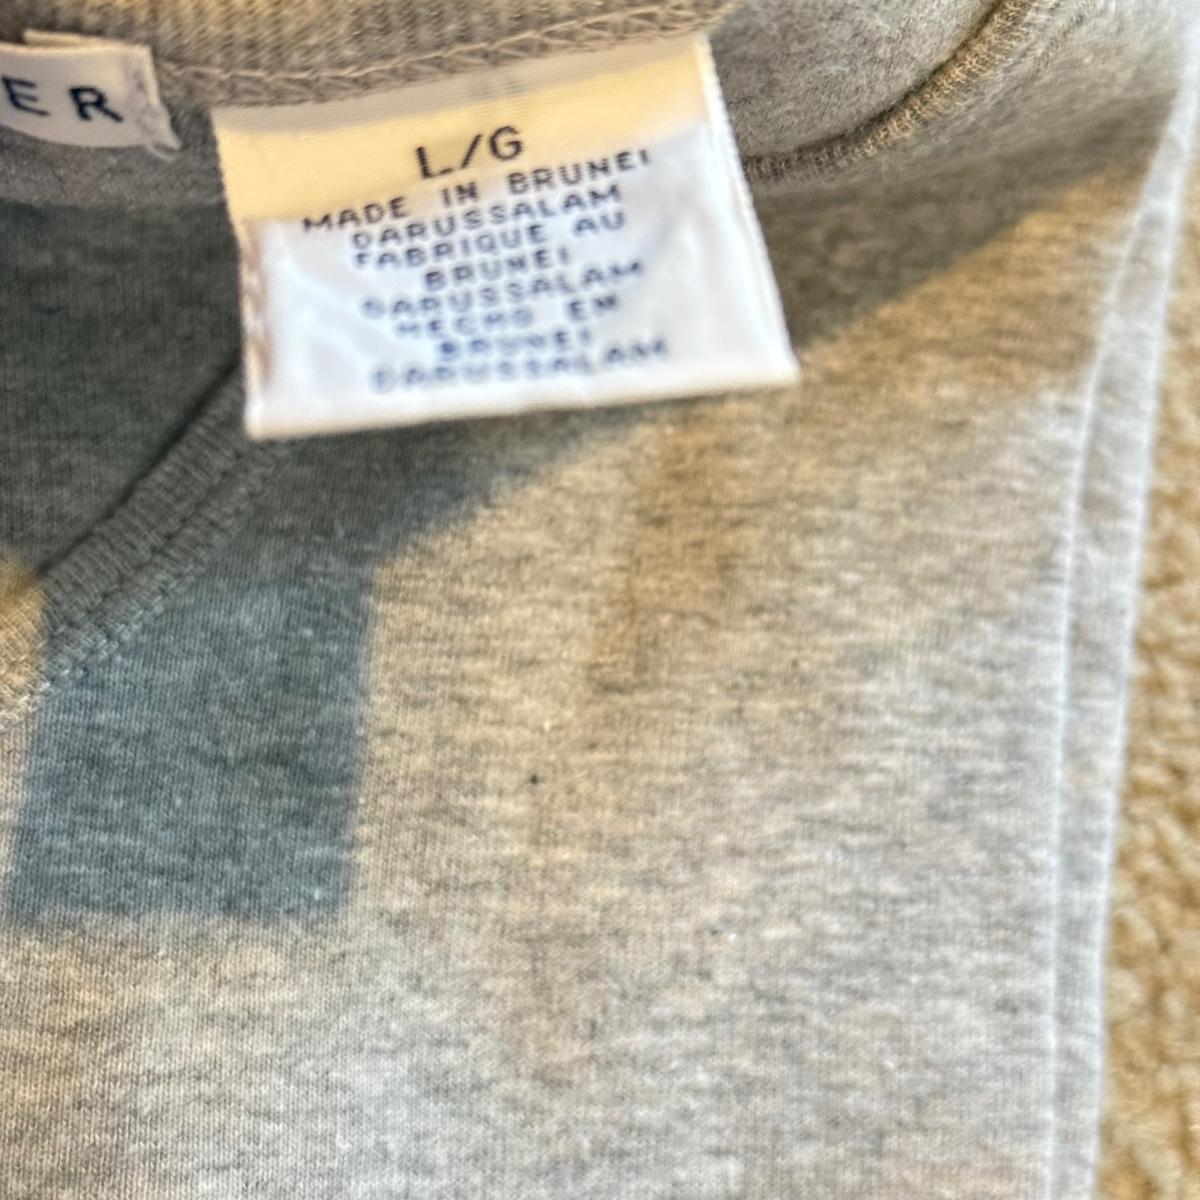 ER
L/G
MADE IN BRUNEI
DARUSSALAM
FABRIQUE AU
BRUNEI
DARUSSALAM
HECHO EN
BRUNEI
DARUSSALAM